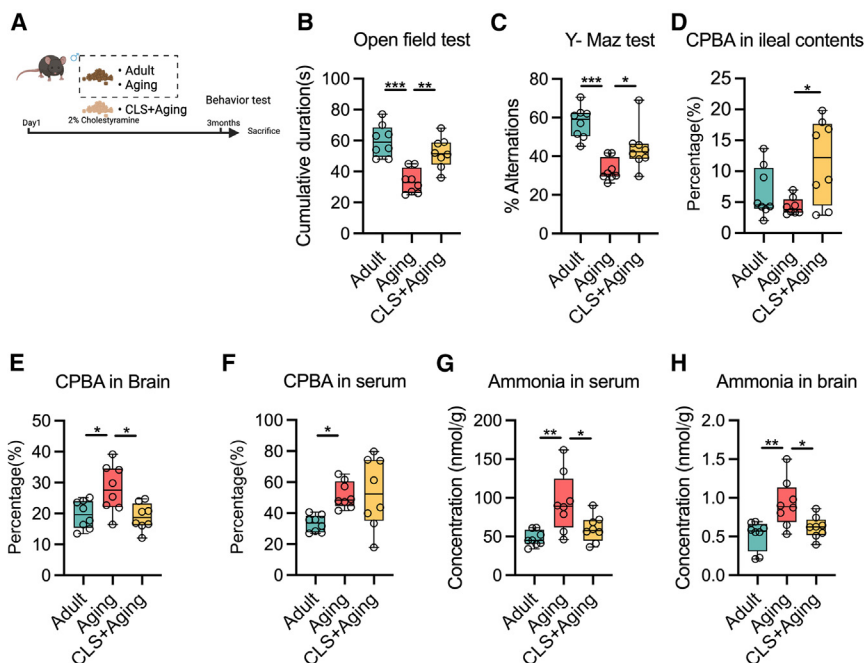 A
♂
• Adult
• Aging
• CLS+Aging
Behavior test
Day1
2% Cholestyramine
3months
Sacrifice
B
Open field test
Cumulative duration(s)
100
80
60
40
20
0
*** **
Adult
Aging
CLS+Aging
C
Y- Maz test
% Alternations
80
60
40
20
0
*** *
Adult
Aging
CLS+Aging
D
CPBA in ileal contents
Percentage(%)
25
20
15
10
5
0
*
Adult
Aging
CLS+Aging
E
CPBA in Brain
Percentage(%)
50
40
30
20
10
0
* *
Adult
Aging
CLS+Aging
F
CPBA in serum
Percentage(%)
100
80
60
40
20
0
*
Adult
Aging
CLS+Aging
G
Ammonia in serum
Concentration (nmol/g)
200
150
100
50
0
** *
Adult
Aging
CLS+Aging
H
Ammonia in brain
Concentration (nmol/g)
2.0
1.5
1.0
0.5
0.0
** *
Adult
Aging
CLS+Aging